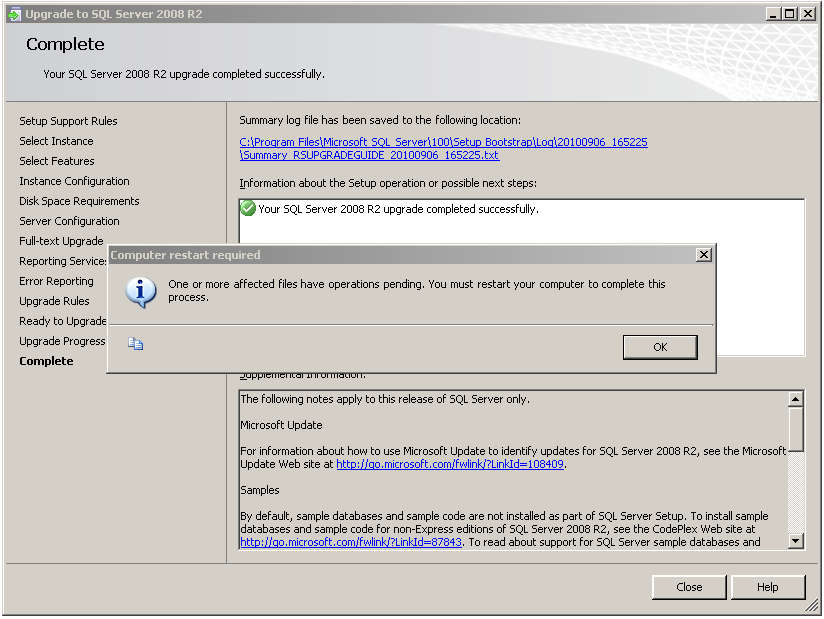 Upgrade to SQL Server 2008 R2
Complete
Your SQL Server 2008 R2 upgrade completed successfully.
Setup Support Rules
Select Instance
Select Features
Instance Configuration
Disk Space Requirements
Server Configuration
Full-text Upgrade
Reporting Services
Error Reporting
Upgrade Rules
Ready to Upgrade
Upgrade Progress
Complete
Summary log file has been saved to the following location:
C:\Program Files\Microsoft SQL Server\100\Setup Bootstrap\Log\20100906_165225
\Summary_RSUPGRADEGUIDE_20100906_165225.txt
Information about the Setup operation or possible next steps:
Your SQL Server 2008 R2 upgrade completed successfully.
Computer restart required
One or more affected files have operations pending. You must restart your computer to complete this
process.
OK
Supplemental Information:
The following notes apply to this release of SQL Server only.
Microsoft Update
For information about how to use Microsoft Update to identify updates for SQL Server 2008 R2, see the Microsoft
Update Web site at http://go.microsoft.com/fwlink/?LinkId=108409.
Samples
By default, sample databases and sample code are not installed as part of SQL Server Setup. To install sample
databases and sample code for non-Express editions of SQL Server 2008 R2, see the CodePlex Web site at
http://go.microsoft.com/fwlink/?LinkId=87843. To read about support for SQL Server sample databases and
Close
Help